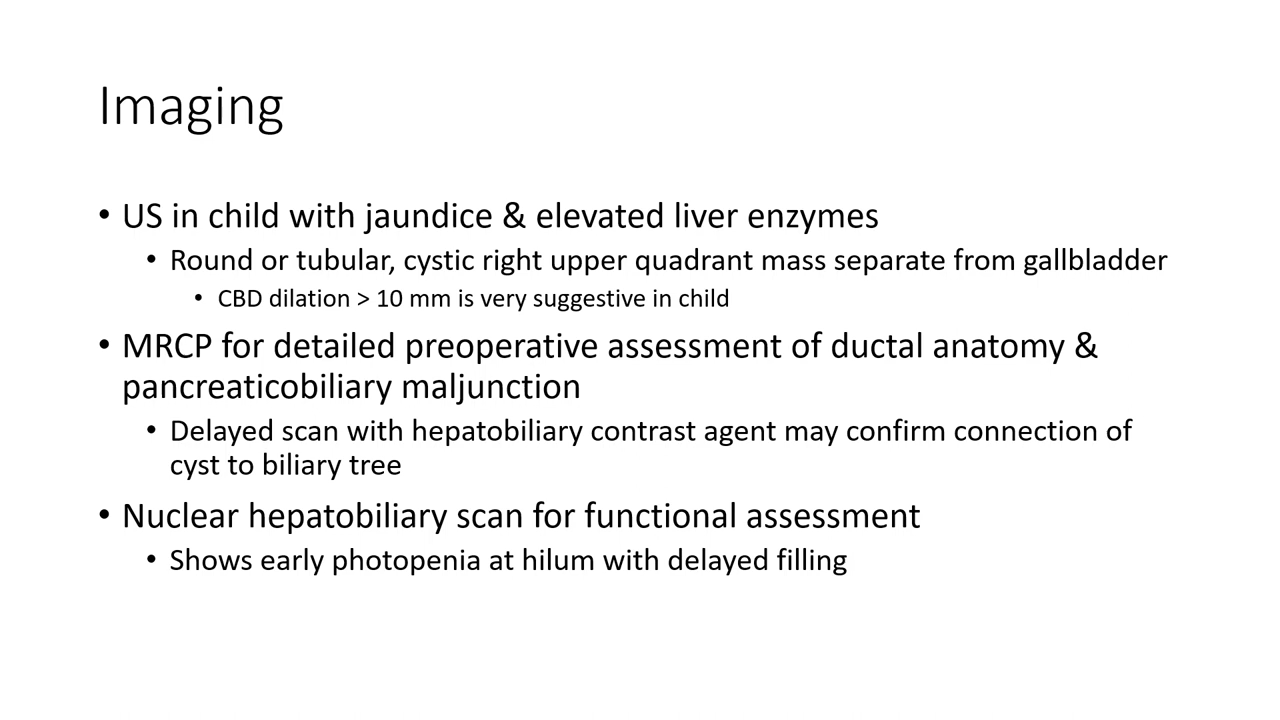 Imaging
• US in child with jaundice & elevated liver enzymes
• Round or tubular, cystic right upper quadrant mass separate from gallbladder
• CBD dilation > 10 mm is very suggestive in child
• MRCP for detailed preoperative assessment of ductal anatomy &
pancreaticobiliary maljunction
• Delayed scan with hepatobiliary contrast agent may confirm connection of
cyst to biliary tree
• Nuclear hepatobiliary scan for functional assessment
• Shows early photopenia at hilum with delayed filling